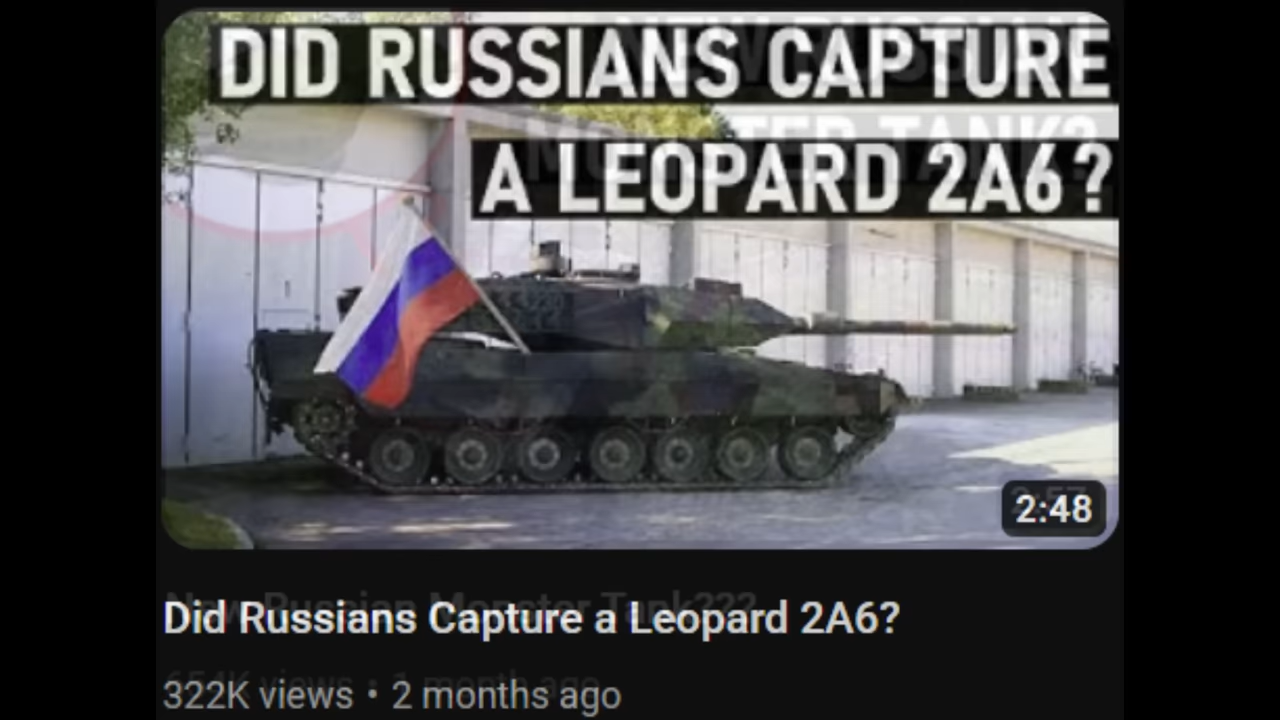 DID RUSSIANS CAPTURE
A LEOPARD 2A6?
2:48
Did Russians Capture a Leopard 2A6?
322K views • 2 months ago